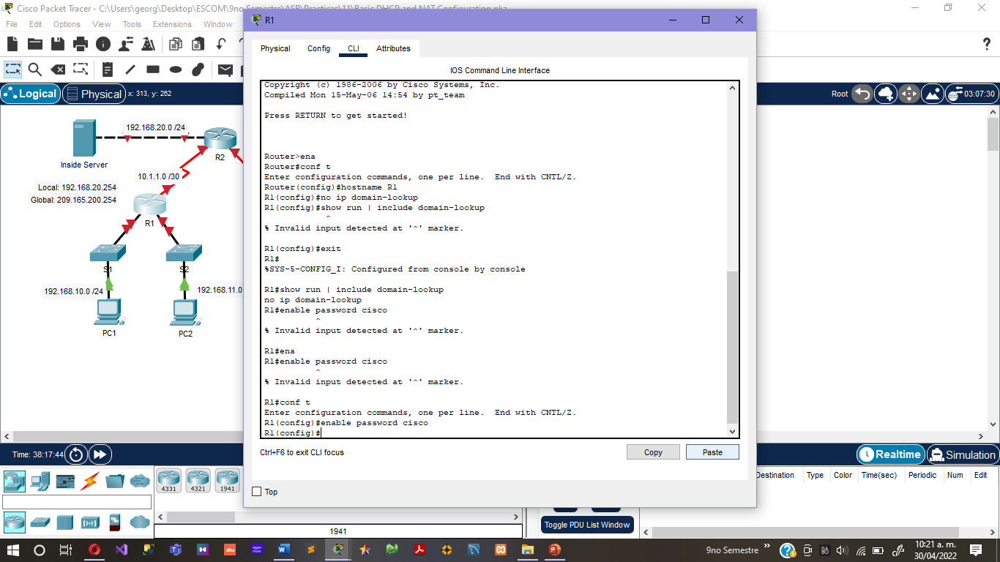 Cisco Packet Tracer - C:\Users\georg\Desktop\ESCOM\9no Semestre\ASR\Practicas\11\Basic DHCP and NAT Configuration.pka
File Edit Options View Tools Extensions Window
R1
Physical Config CLI Attributes
IOS Command Line Interface
Logical Physical x: 313, y: 262
Root 03:07:30
192.168.20.0 /24
R2
Inside Server
10.1.1.0 /30
Local: 192.168.20.254
Global: 209.165.200.254
R1
S1 S2
192.168.10.0 /24 192.168.11.0
PC1 PC2
Copyright (c) 1986-2006 by Cisco Systems, Inc.
Compiled Mon 15-May-06 14:54 by pt_team
Press RETURN to get started!
Router>ena
Router#conf t
Enter configuration commands, one per line.  End with CNTL/Z.
Router(config)#hostname R1
R1(config)#no ip domain-lookup
R1(config)#show run | include domain-lookup
^
% Invalid input detected at '^' marker.
R1(config)#exit
R1#
%SYS-5-CONFIG_I: Configured from console by console
R1#show run | include domain-lookup
no ip domain-lookup
R1#enable password cisco
^
% Invalid input detected at '^' marker.
R1#ena
R1#enable password cisco
^
% Invalid input detected at '^' marker.
R1#conf t
Enter configuration commands, one per line.  End with CNTL/Z.
R1(config)#enable password cisco
R1(config)#
Ctrl+F6 to exit CLI focus
Copy Paste
Top
Time: 38:17:44
Realtime Simulation
4331 4321 1941
1941
Destination Type Color Time(sec) Periodic Num Edit
Toggle PDU List Window
9no Semestre
10:21 a. m.
30/04/2022